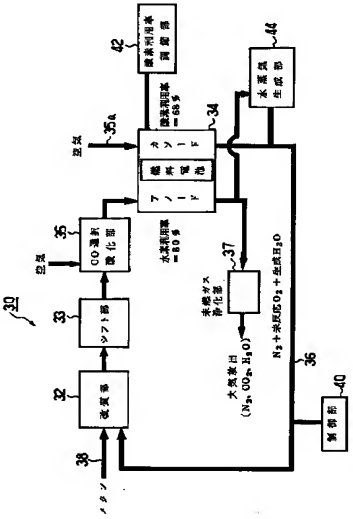 30
空気
空気
35a
42
酸素利用率
調節部
35
CO選択
酸化部
33
シフト部
32
改質部
38
メタン
酸素利用率
=68%
カソード
燃料電池
アノード
34
水素利用率
=80%
44
水蒸気
生成部
37
未燃ガス
浄化部
大気放出
(N₂,CO₂,H₂O)
N₂+未反応O₂+生成H₂O
36
40
制御部